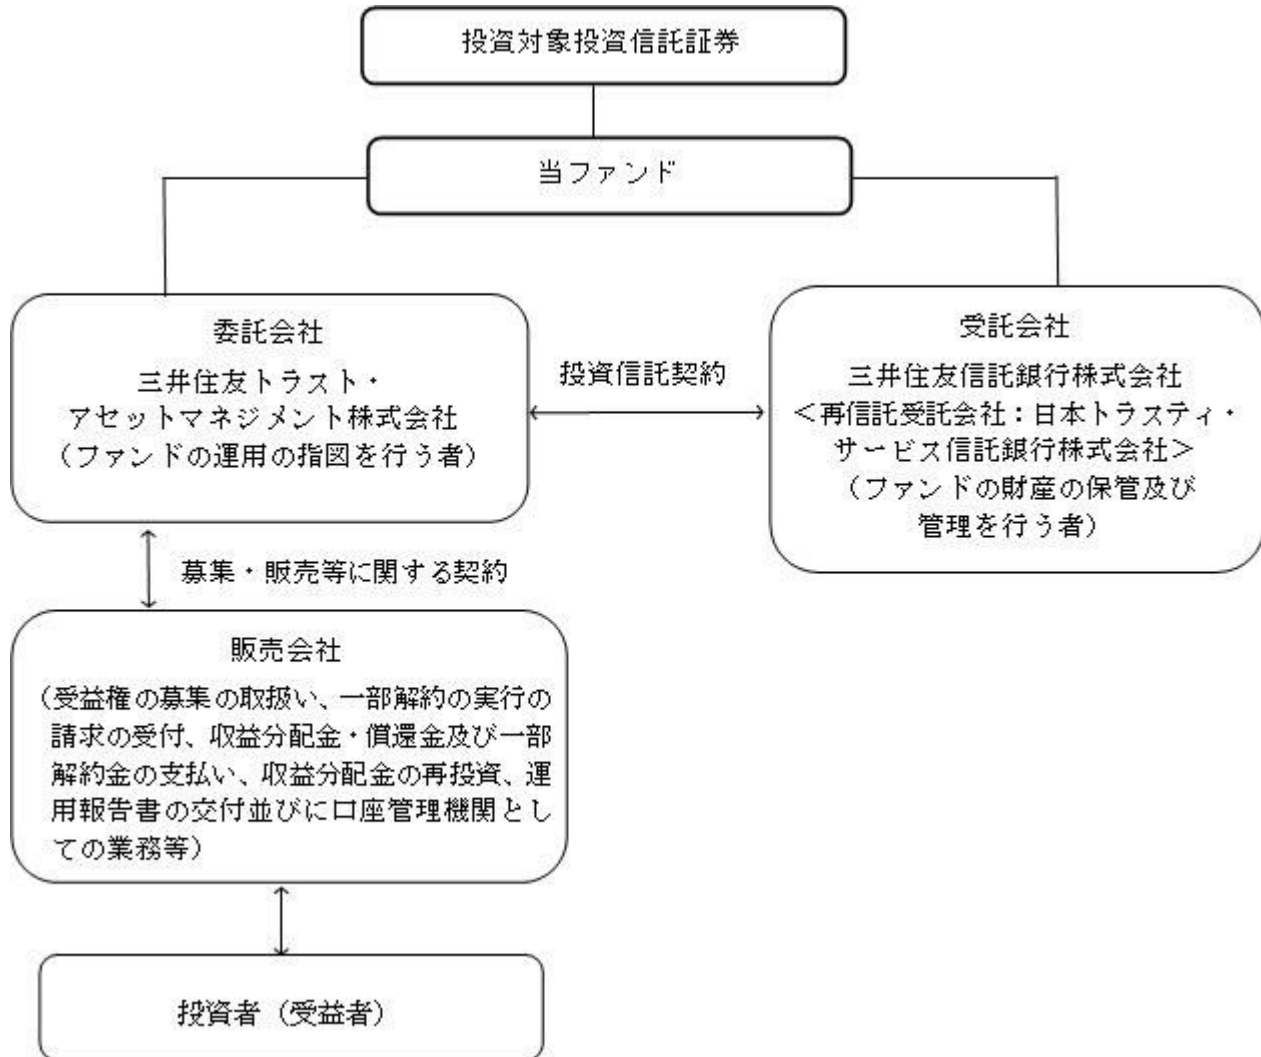 投資対象投資信託証券
当ファンド
委託会社
三井住友トラスト・
アセットマネジメント株式会社
（ファンドの運用の指図を行う者）
投資信託契約
受託会社
三井住友信託銀行株式会社
＜再信託受託会社：日本トラスティ・
サービス信託銀行株式会社＞
（ファンドの財産の保管及び
管理を行う者）
募集・販売等に関する契約
販売会社
（受益権の募集の取扱い、一部解約の実行の
請求の受付、収益分配金・償還金及び一部
解約金の支払い、収益分配金の再投資、運
用報告書の交付並びに口座管理機関とし
ての業務等）
投資者（受益者）